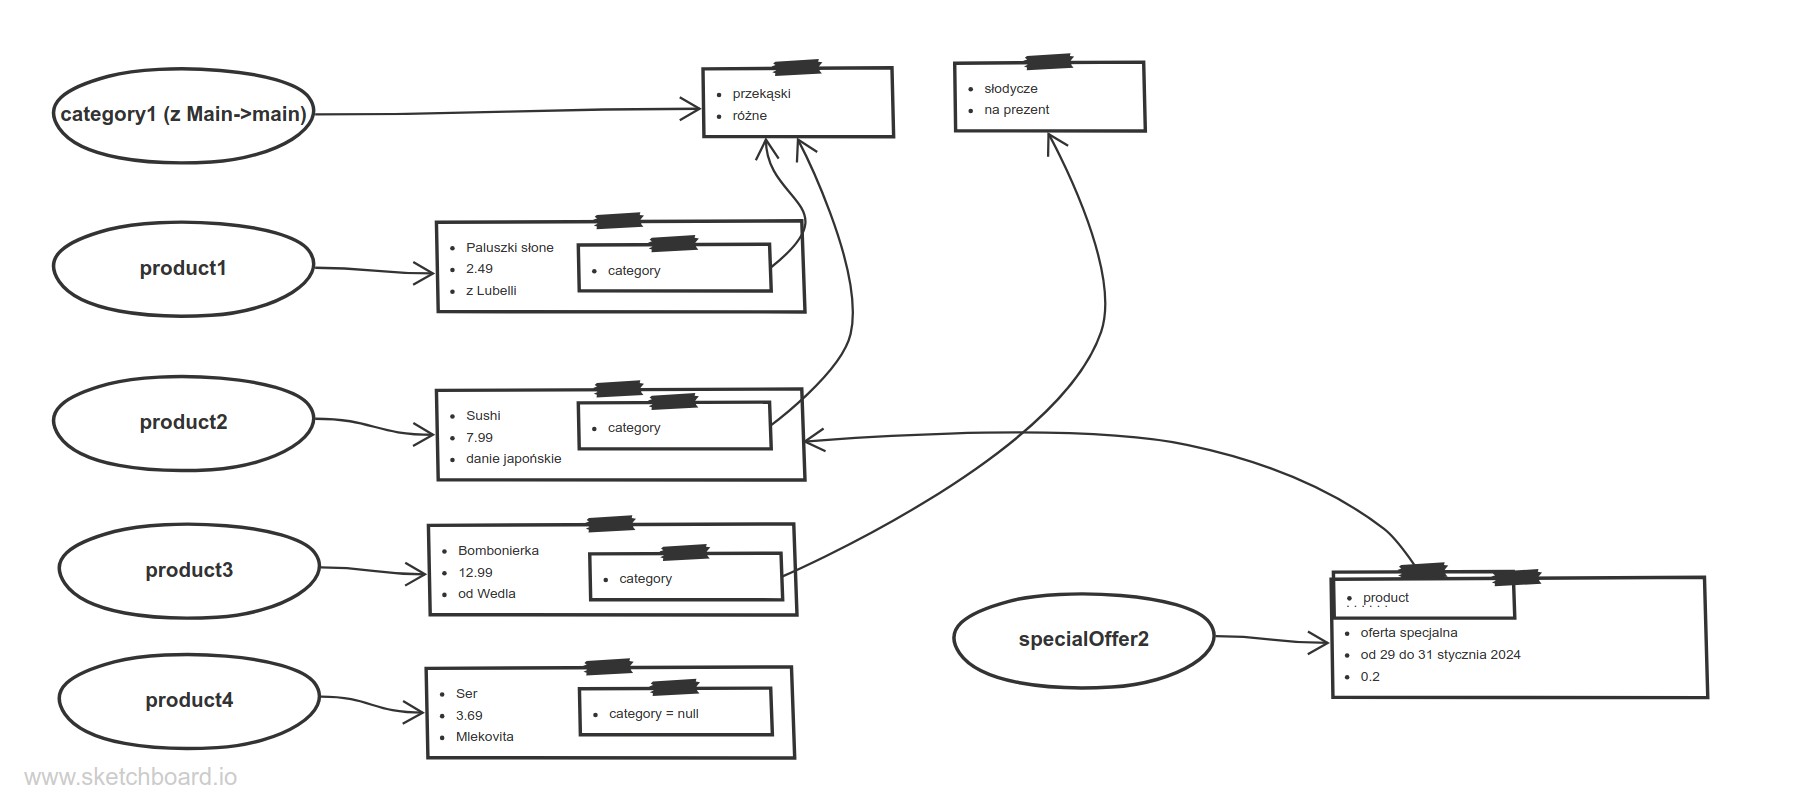 category1 (z Main->main)
przekąski
różne
słodycze
na prezent
product1
Paluszki słone
2.49
z Lubelli
category
product2
Sushi
7.99
danie japońskie
category
product3
Bombonierka
12.99
od Wedla
category
product4
Ser
3.69
Mlekovita
category = null
specialOffer2
product
. . . . . .
oferta specjalna
od 29 do 31 stycznia 2024
0.2
www.sketchboard.io